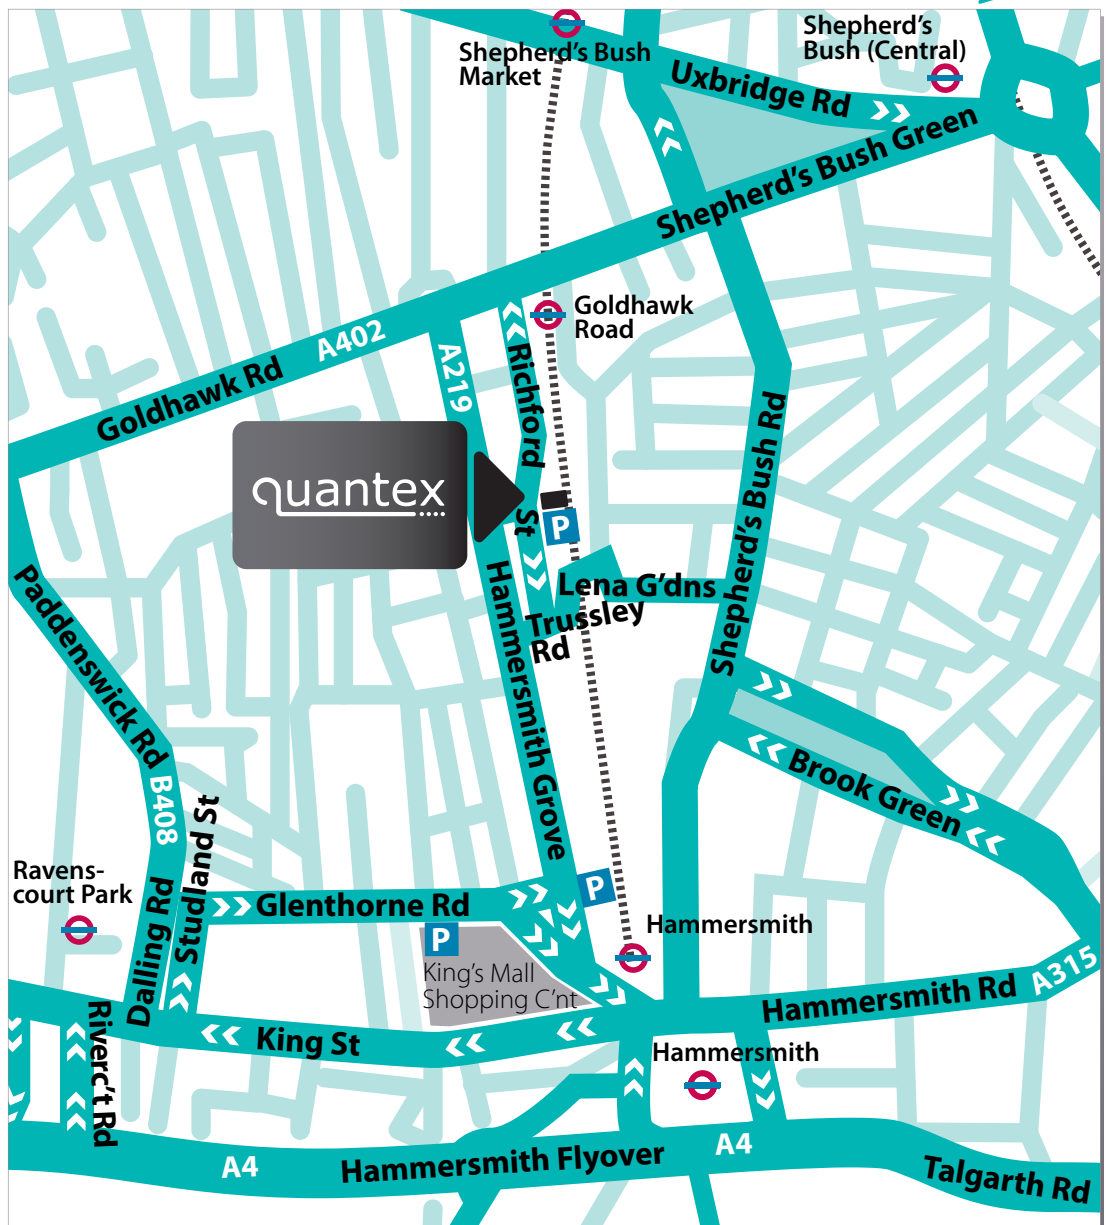 Shepherd's
Bush (Central)
Shepherd's Bush
Market
Uxbridge Rd
Shepherd's Bush Green
Goldhawk
Road
A402
Goldhawk Rd
A219
Richford
St
quantex
P
Lena G'dns
Trussley
Rd
Shepherd's Bush Rd
Hammersmith Grove
Paddenswick Rd
B408
Brook Green
Studland St
Ravens-
court Park
Dalling Rd
Glenthorne Rd
P
P
Hammersmith
King's Mall
Shopping C'nt
A315
Hammersmith Rd
Riverc't Rd
King St
Hammersmith
A4
Hammersmith Flyover
A4
Talgarth Rd